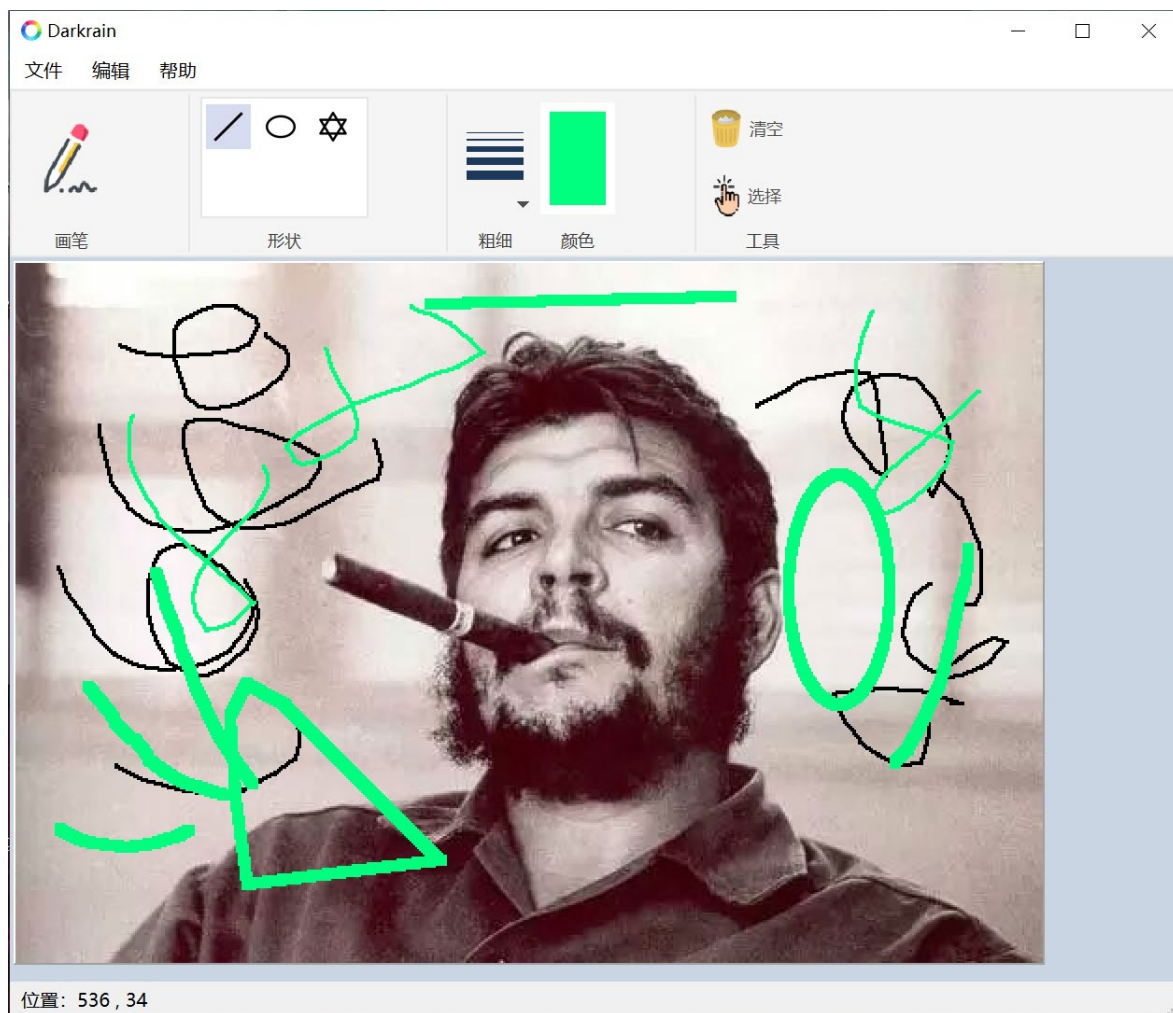 Darkrain
文件 编辑 帮助
清空
选择
画笔 形状 粗细 颜色 工具
位置：536 , 34